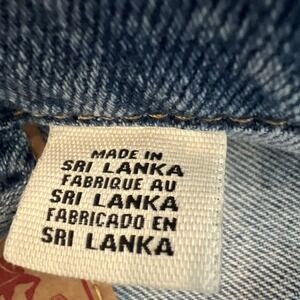 MADE IN
SRI LANKA
FABRIQUE AU
SRI LANKA
FABRICADO EN
SRI LANKA